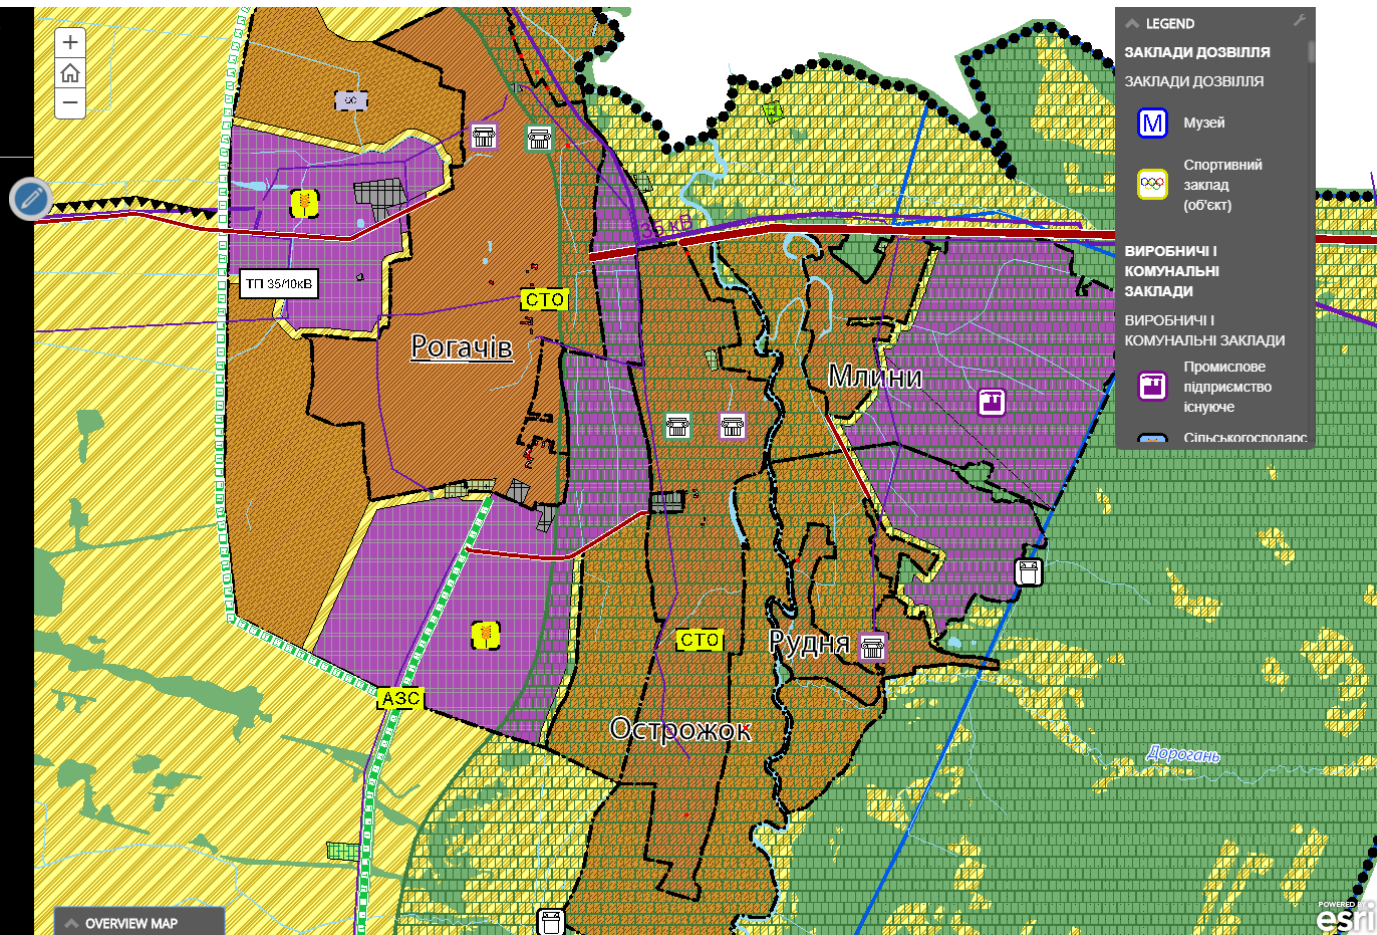 +
−
LEGEND
ЗАКЛАДИ ДОЗВІЛЛЯ
ЗАКЛАДИ ДОЗВІЛЛЯ
М
Музей
Спортивний
заклад
(об'єкт)
ВИРОБНИЧІ І
КОМУНАЛЬНІ
ЗАКЛАДИ
ВИРОБНИЧІ І
КОМУНАЛЬНІ ЗАКЛАДИ
Промислове
підприємство
існуюче
Сільськогосподарс
35 кВ
ТП 35/10кВ
СТО
Рогачів
Млини
СТО
Рудня
АЗС
Острожок
Дорогань
OVERVIEW MAP
POWERED BY
esri